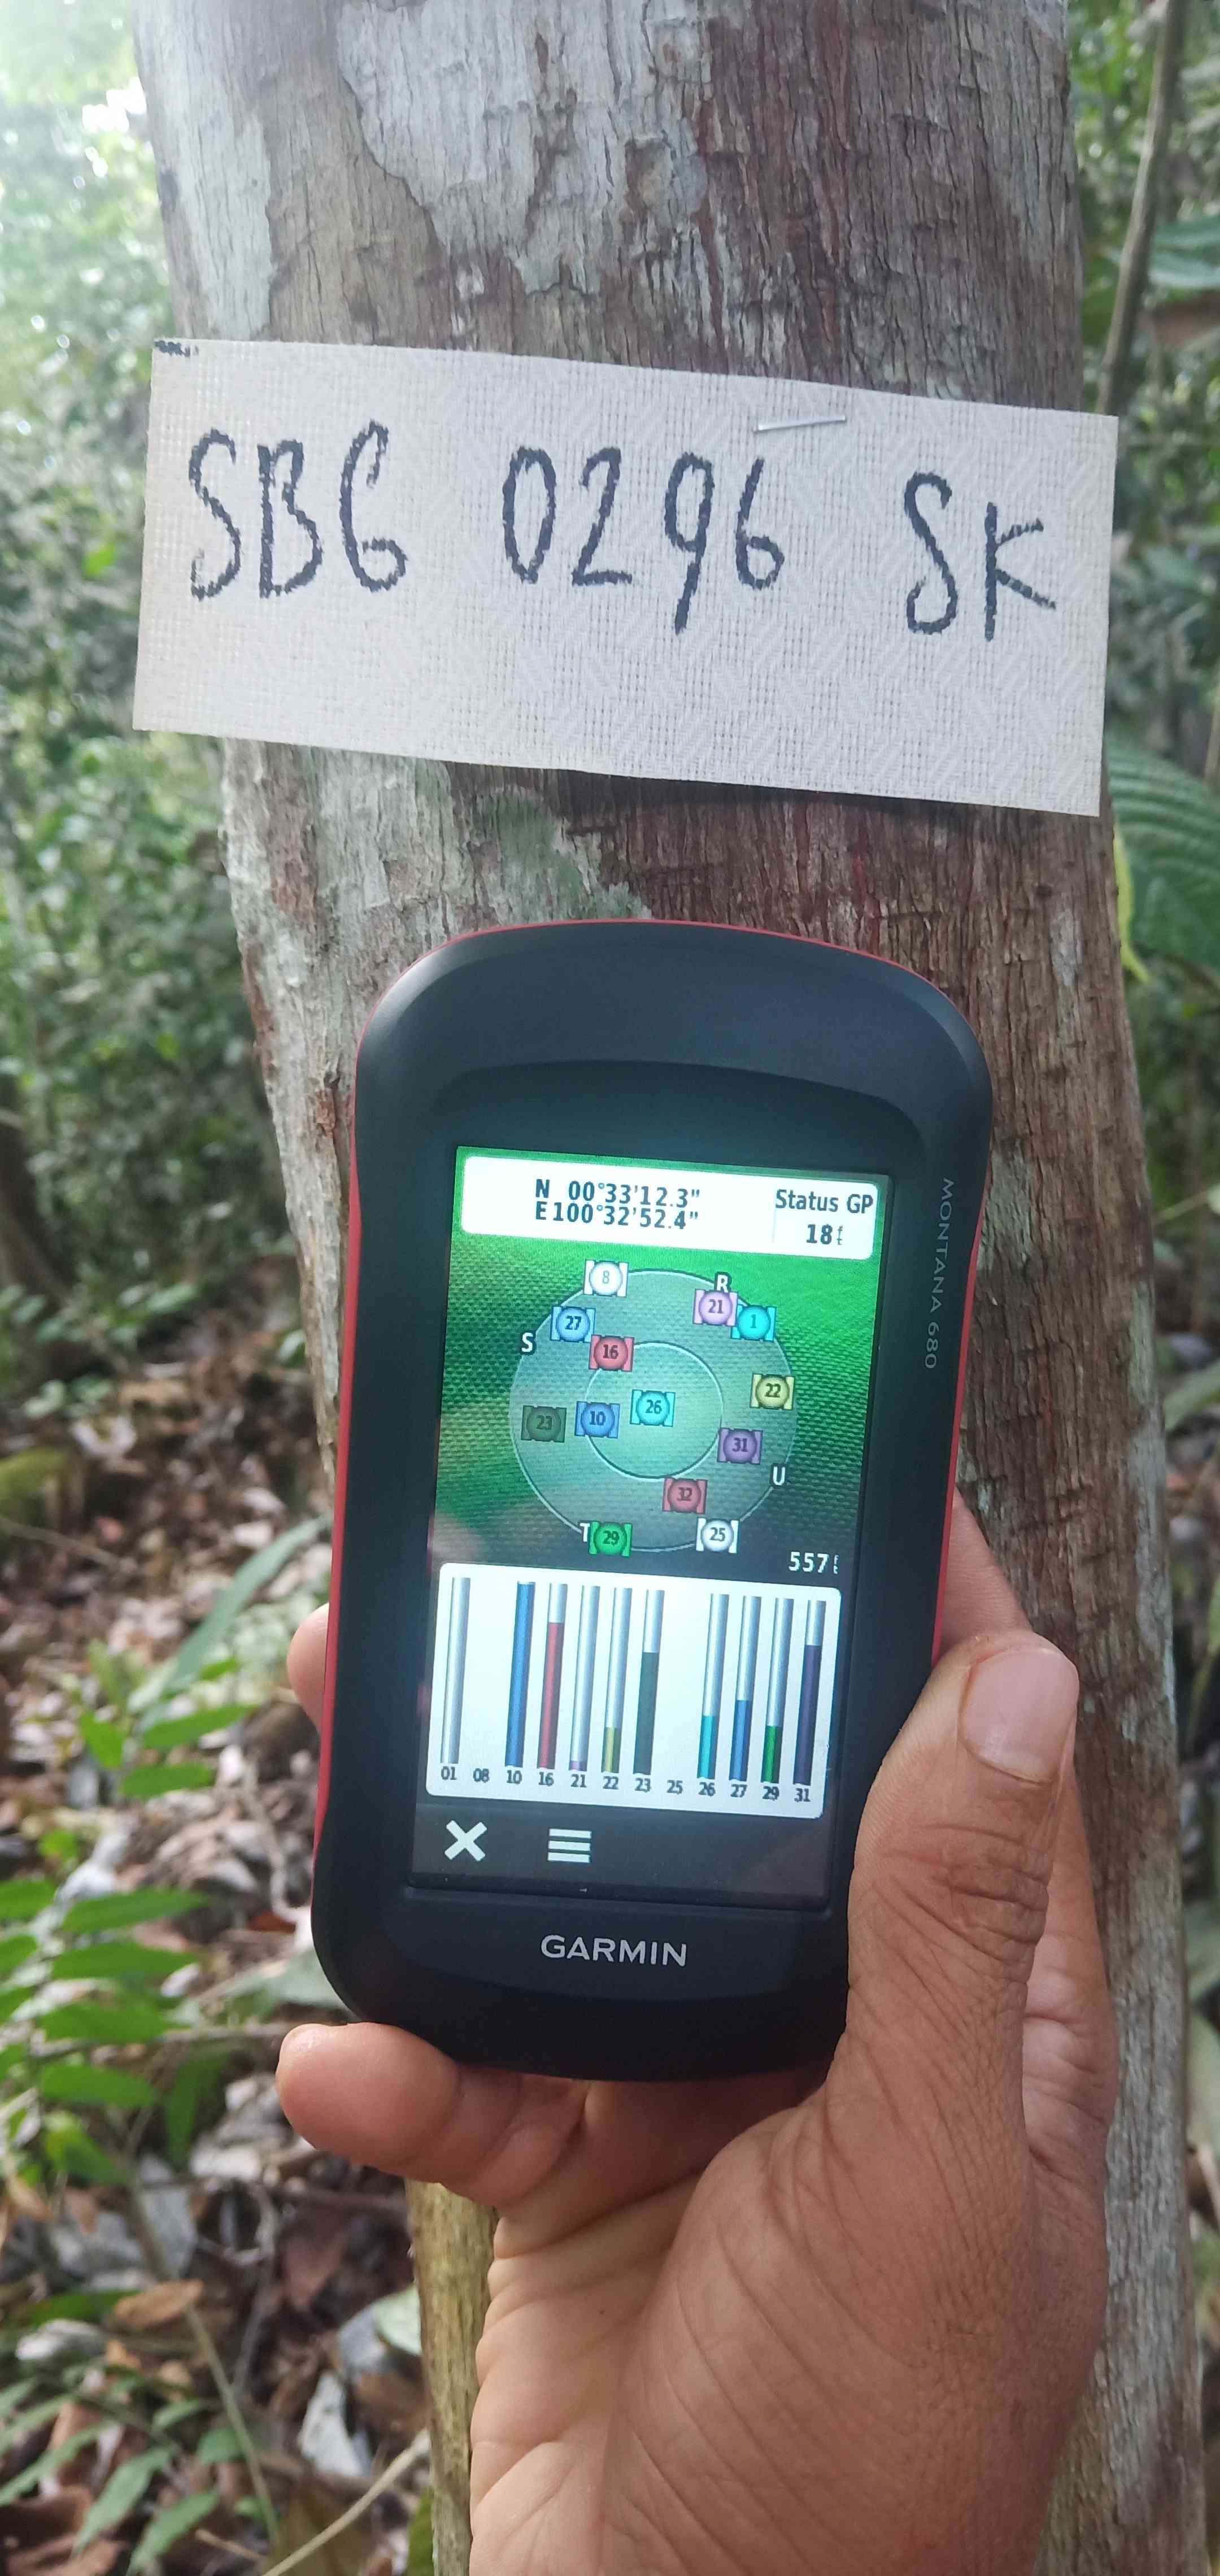 SBG 0296 SK
MONTANA 680
N 00°33'12.3"
E 100°32'52.4"
Status GP
18 ft
8
R
21
1
27
S
16
22
26
23
10
31
U
32
T
29
25
557 ft
01 08 10 16 21 22 23 25 26 27 29 31
GARMIN